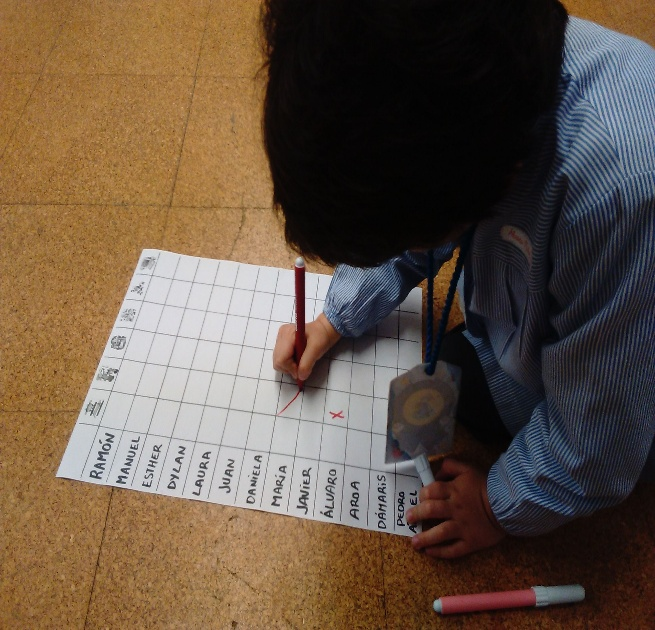 RAMÓN
MANUEL
ESTHER
DYLAN
LAURA
JUAN
DANIELA
MARÍA
JAVIER
ÁLVARO
AROA
DÁMARIS
PEDRO
X